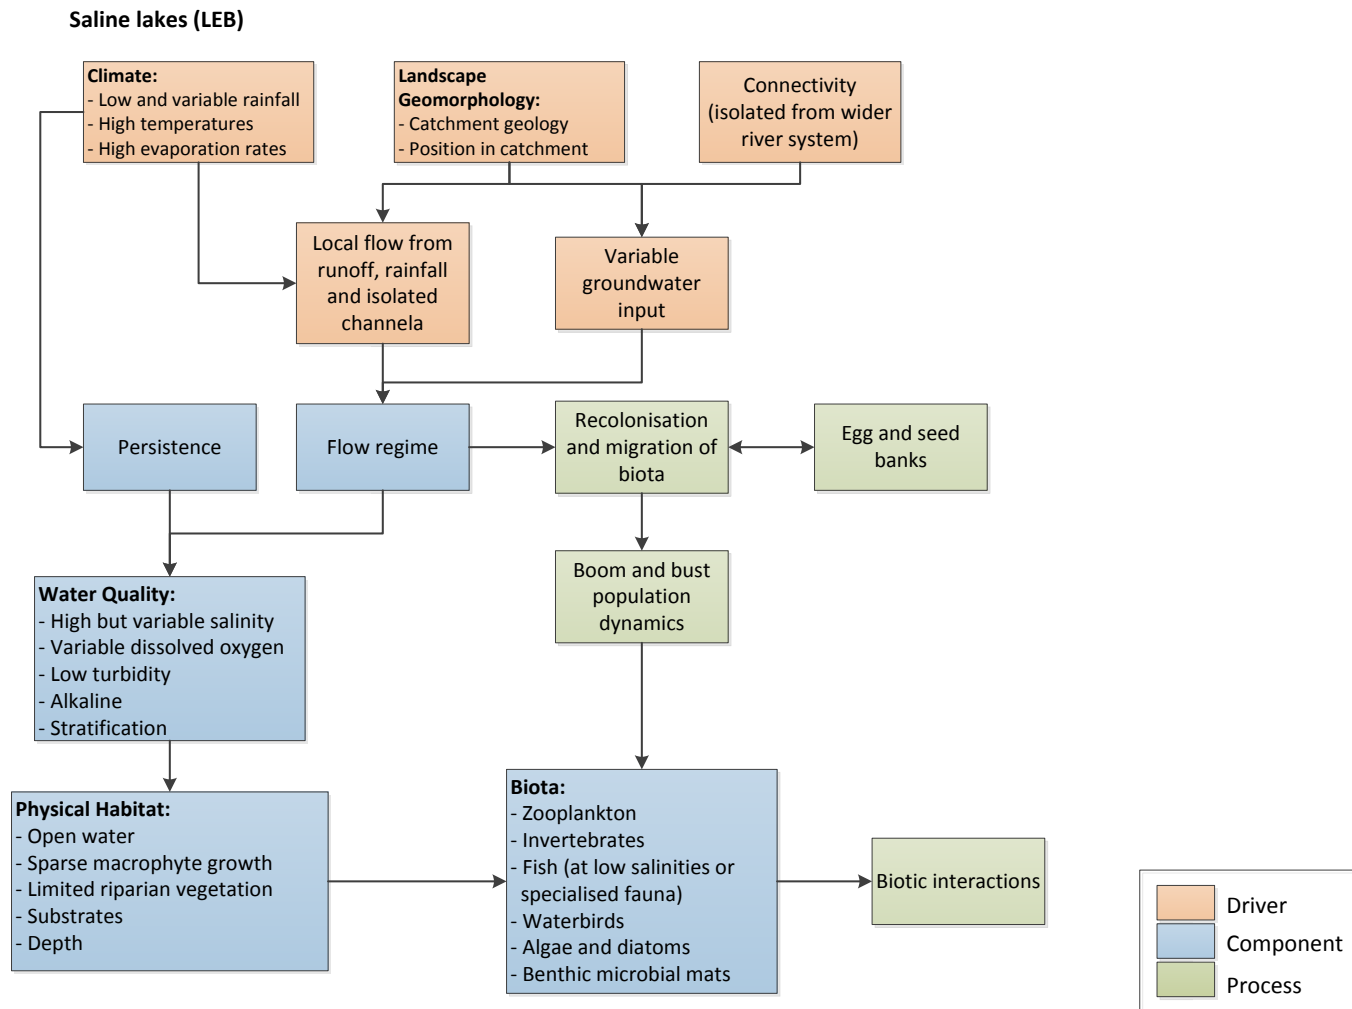 Saline lakes (LEB)
Climate:
- Low and variable rainfall
- High temperatures
- High evaporation rates
Landscape
Geomorphology:
- Catchment geology
- Position in catchment
Connectivity
(isolated from wider
river system)
Local flow from
runoff, rainfall
and isolated
channela
Variable
groundwater
input
Persistence
Flow regime
Recolonisation
and migration of
biota
Egg and seed
banks
Boom and bust
population
dynamics
Water Quality:
- High but variable salinity
- Variable dissolved oxygen
- Low turbidity
- Alkaline
- Stratification
Physical Habitat:
- Open water
- Sparse macrophyte growth
- Limited riparian vegetation
- Substrates
- Depth
Biota:
- Zooplankton
- Invertebrates
- Fish (at low salinities or
specialised fauna)
- Waterbirds
- Algae and diatoms
- Benthic microbial mats
Biotic interactions
Driver
Component
Process